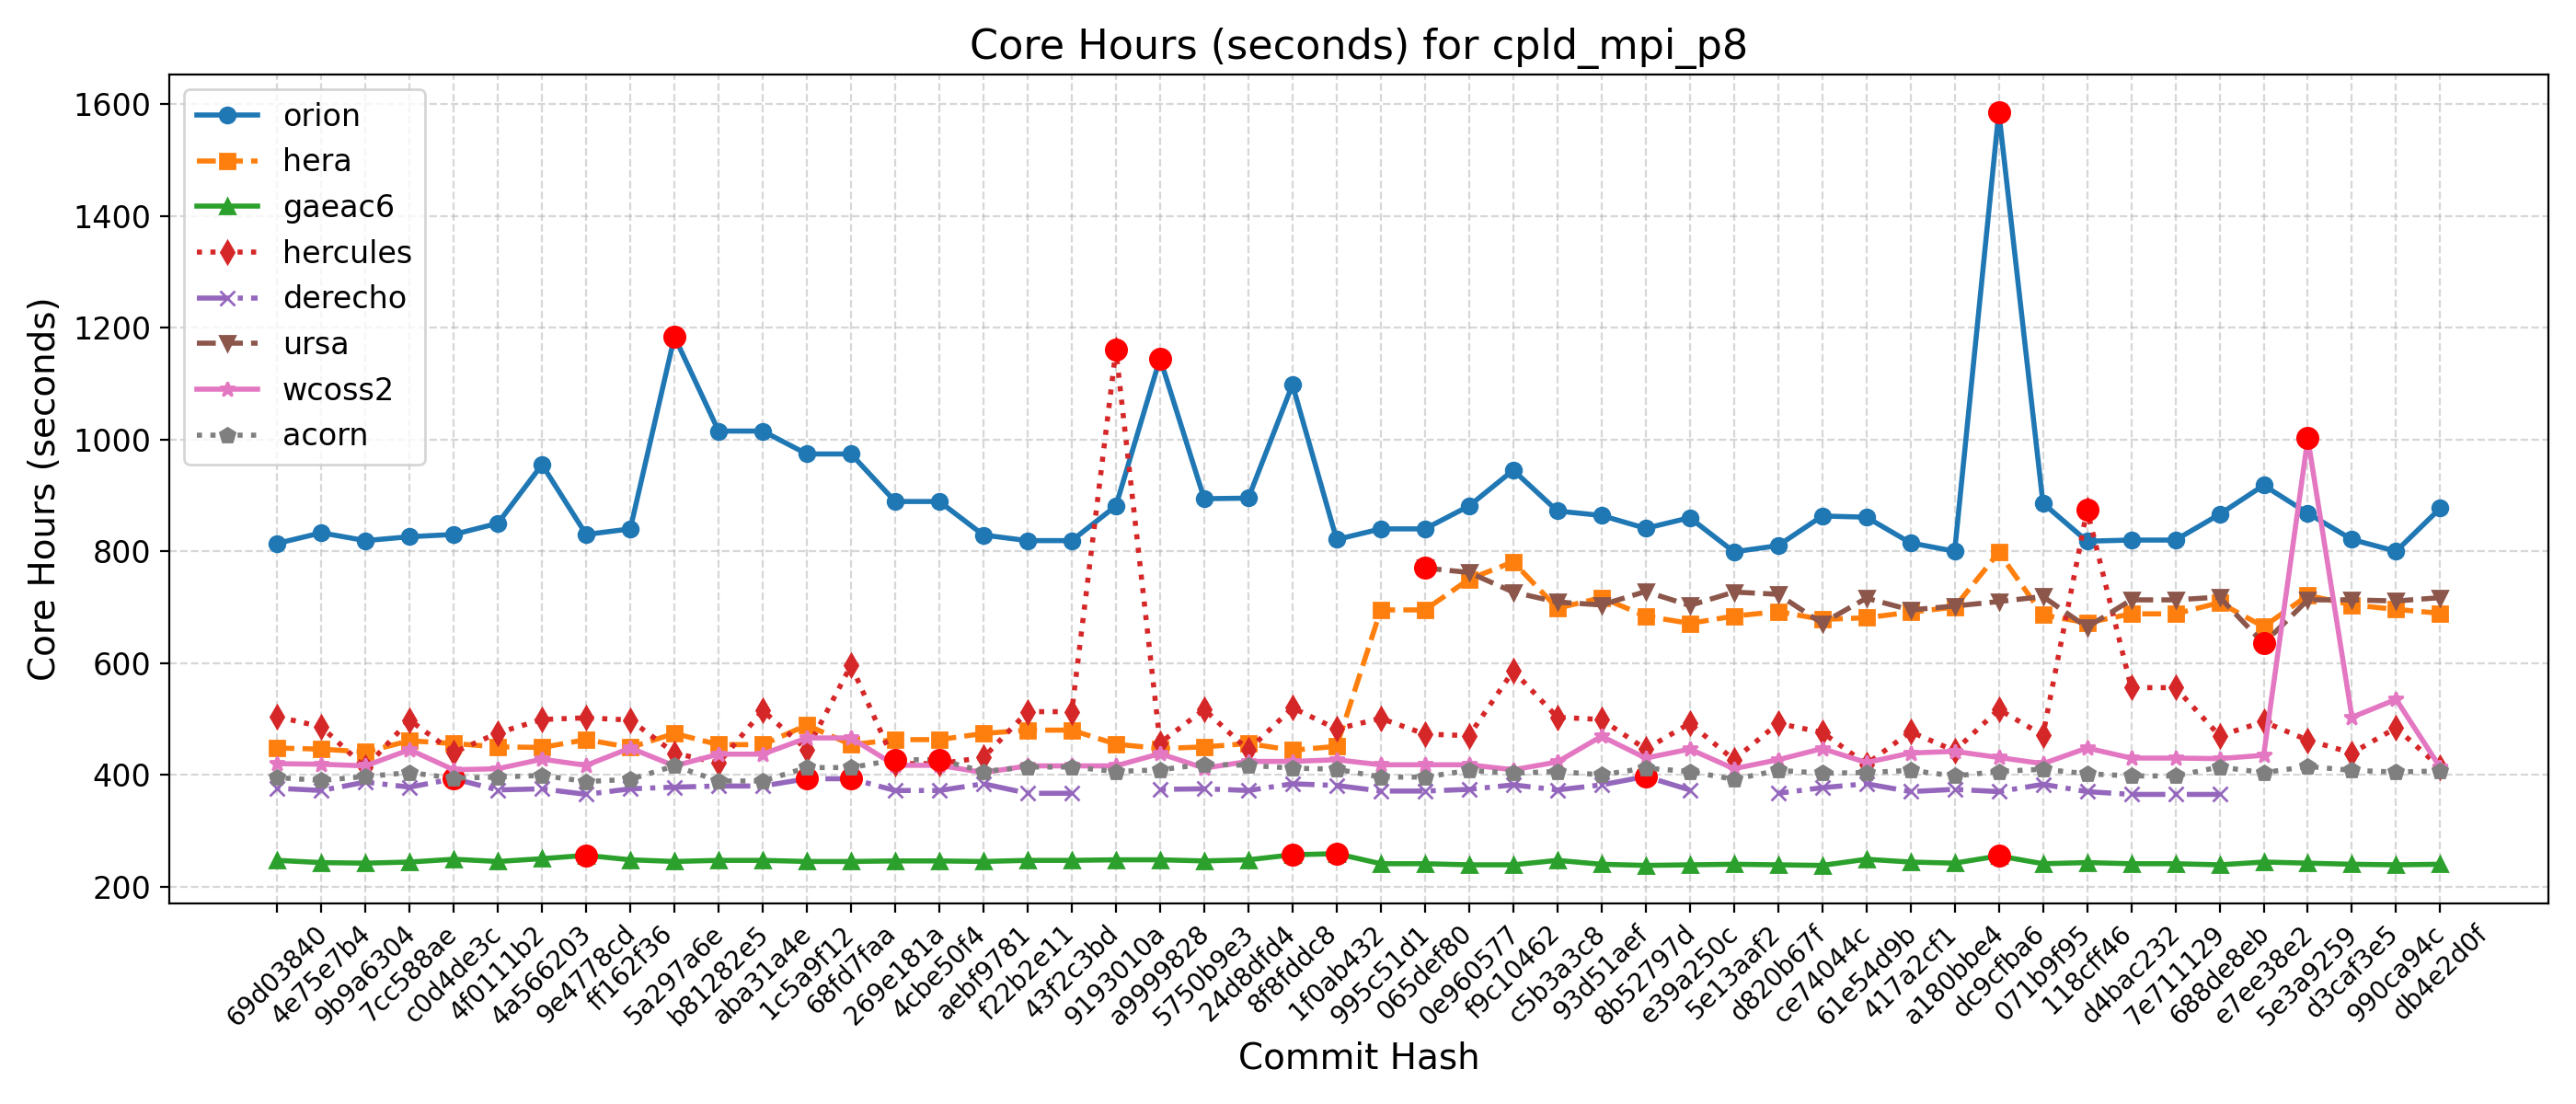 Core Hours (seconds) for cpld_mpi_p8
Core Hours (seconds)
1600
1400
1200
1000
800
600
400
200
orion
hera
gaeac6
hercules
derecho
ursa
wcoss2
acorn
69d03840
4e75e7b4
9b9a6304
7cc588ae
c0d4de3c
4f0111b2
4a566203
9e4778cd
ff162f36
5a297a6e
b81282e5
aba31a4e
1c5a9f12
68fd7faa
269e181a
4cbe50f4
aebf9781
f22b2e11
43f2c3bd
9193010a
a9999828
5750b9e3
24d8dfd4
8f8fddc8
1f0ab432
995c51d1
065def80
0e960577
f9c10462
c5b3a3c8
93d51aef
8b52797d
e39a250c
5e13aaf2
d820b67f
ce74044c
61e54d9b
417a2cf1
a180bbe4
dc9cfba6
071b9f95
118cff46
d4bac232
7e711129
688de8eb
e7ee38e2
5e3a9259
d3caf3e5
990ca94c
db4e2d0f
Commit Hash